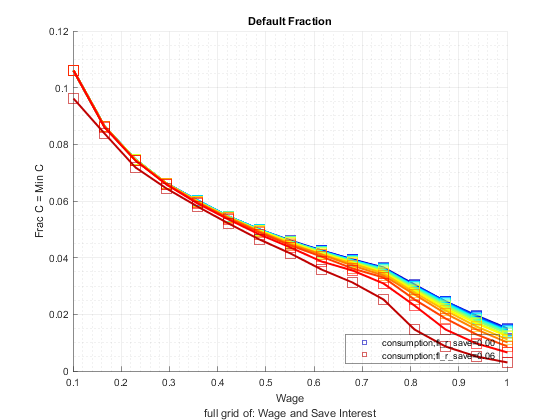 Default Fraction
0.12
0.1
0.08
0.06
0.04
0.02
0
Frac C = Min C
consumption;fl_r_save=0.00
consumption;fl_r_save=0.06
0.1 0.2 0.3 0.4 0.5 0.6 0.7 0.8 0.9 1
Wage
full grid of: Wage and Save Interest